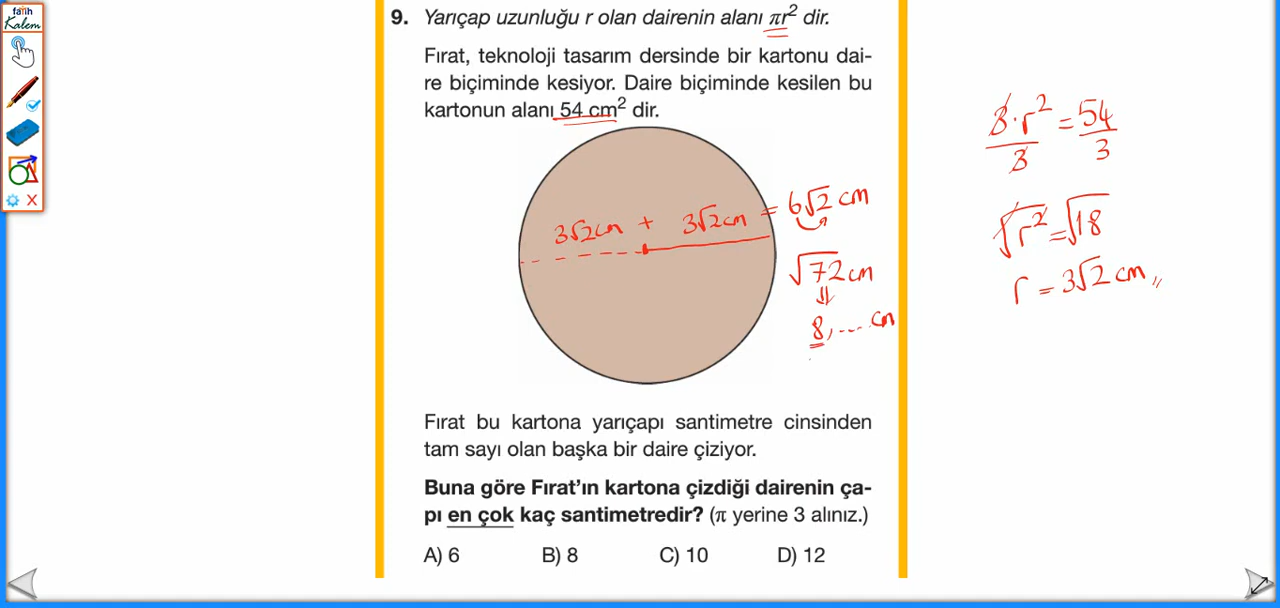 fatih
Kalem
9. Yarıçap uzunluğu r olan dairenin alanı πr² dir.
Fırat, teknoloji tasarım dersinde bir kartonu dai-
re biçiminde kesiyor. Daire biçiminde kesilen bu
kartonun alanı 54 cm² dir.
3√2cm + 3√2cm = 6√2 cm
√72 cm
⇓
8,.... cm
Fırat bu kartona yarıçapı santimetre cinsinden
tam sayı olan başka bir daire çiziyor.
Buna göre Fırat’ın kartona çizdiği dairenin ça-
pı en çok kaç santimetredir? (π yerine 3 alınız.)
A) 6 B) 8 C) 10 D) 12
3·r²/3 = 54/3
√r² = √18
r = 3√2 cm //